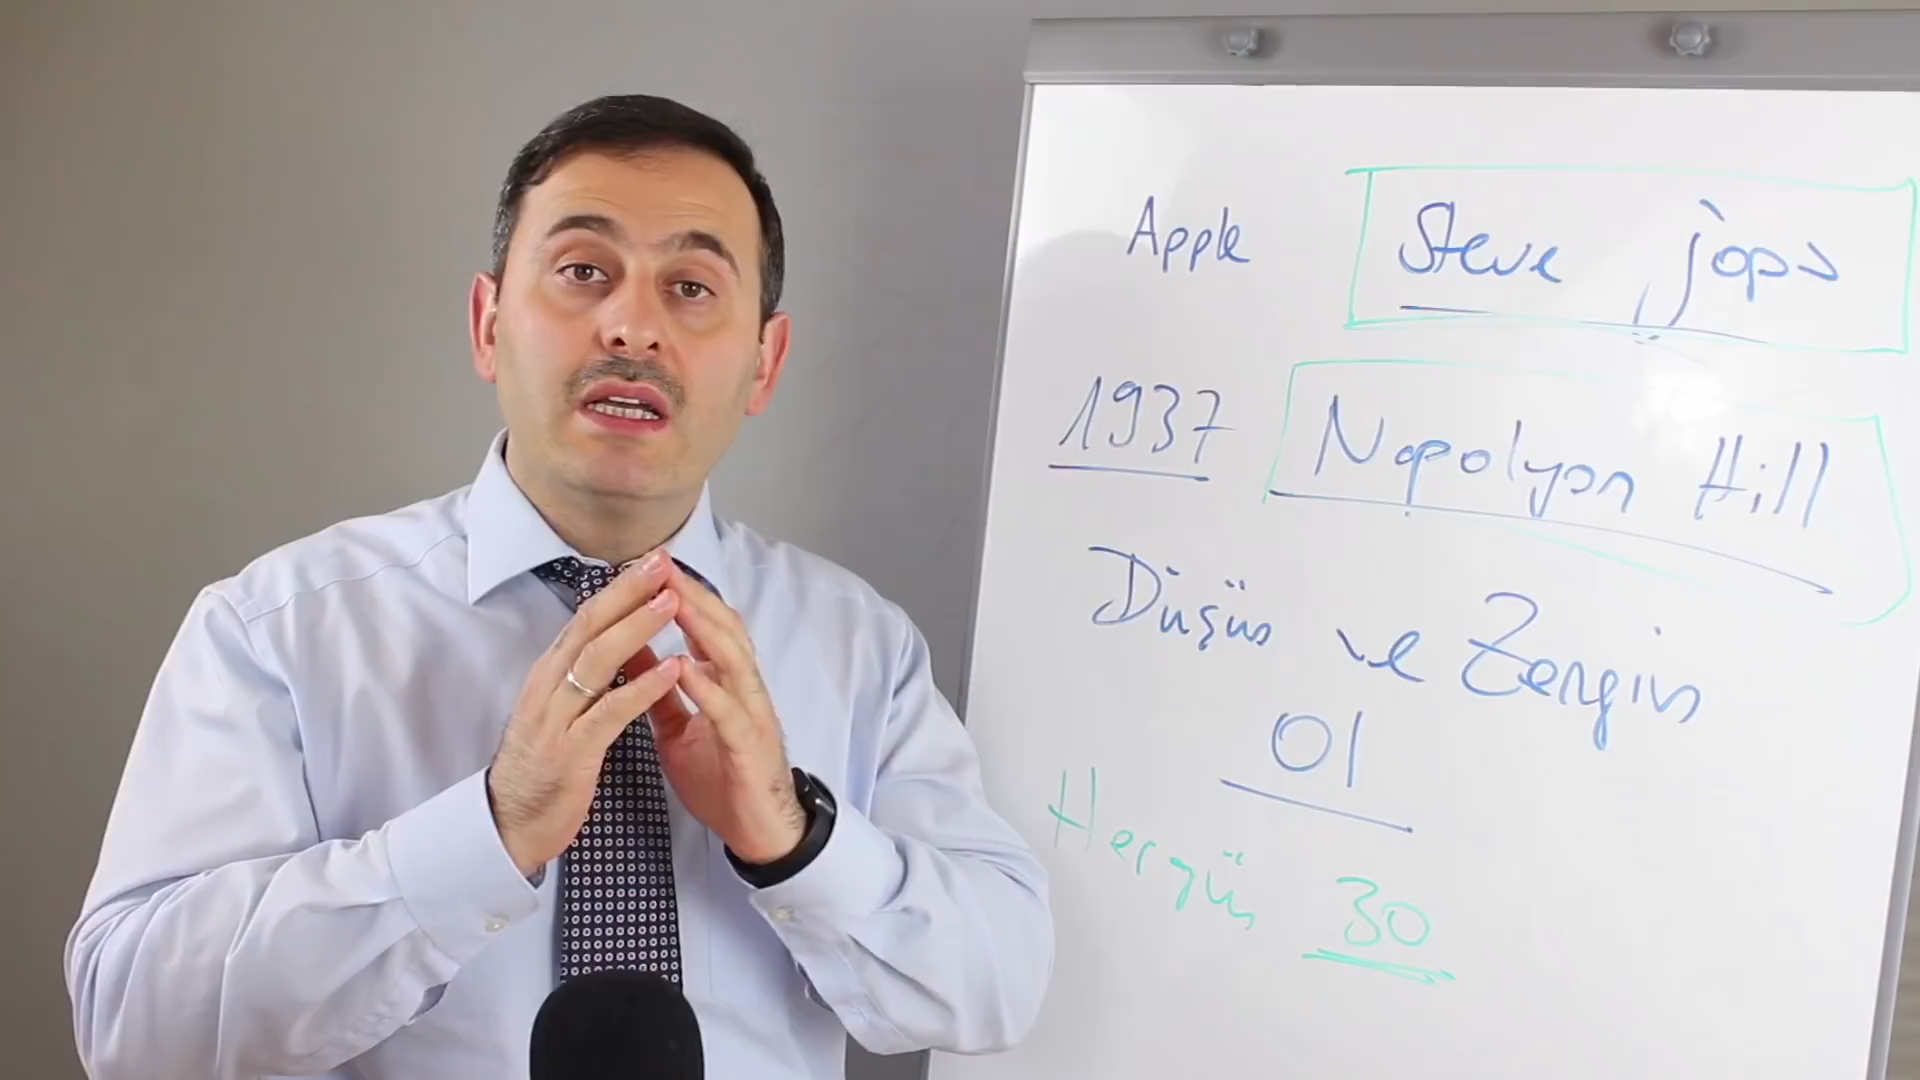 Apple Steve jops
1937 Napolyon Hill
Düşün ve Zengin
Ol
Hergün 30